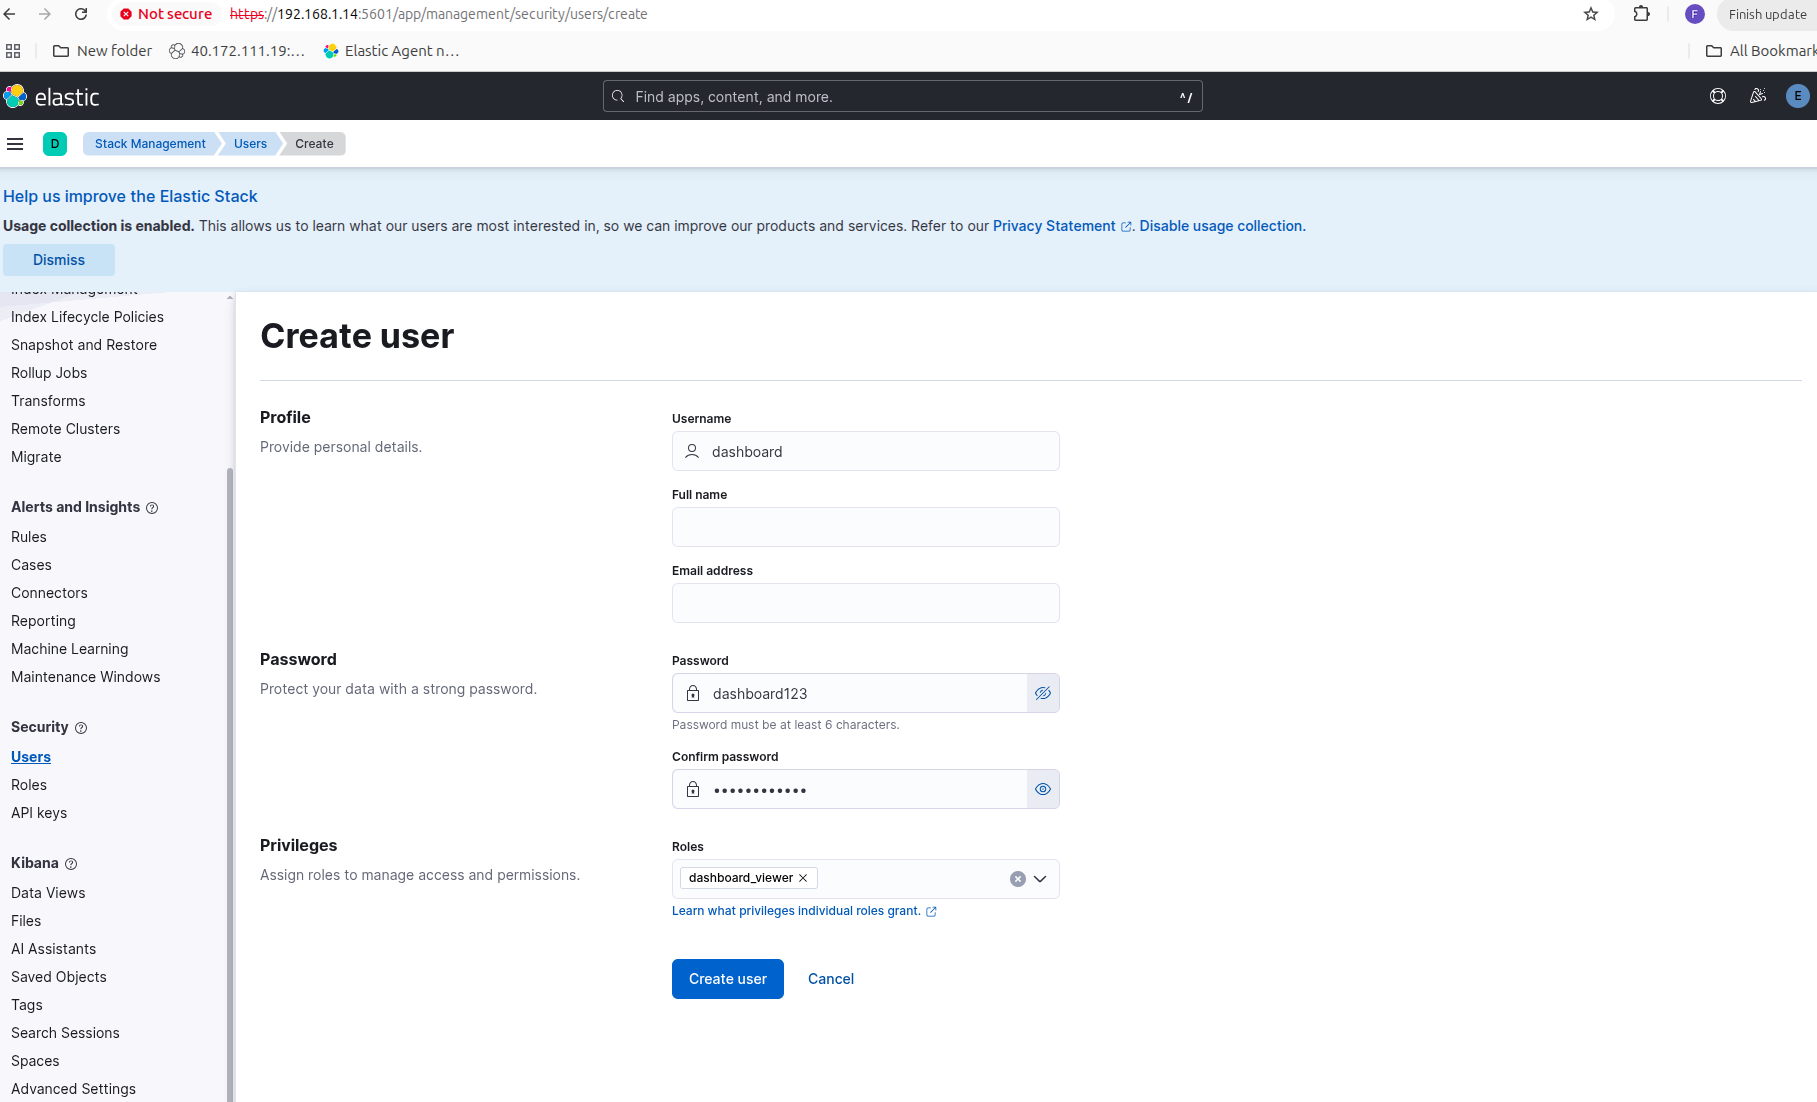 Not secure https://192.168.1.14:5601/app/management/security/users/create F Finish update
New folder 40.172.111.19:... Elastic Agent n... All Bookmark
elastic Find apps, content, and more. ^/ E
D Stack Management Users Create
Help us improve the Elastic Stack
Usage collection is enabled. This allows us to learn what our users are most interested in, so we can improve our products and services. Refer to our Privacy Statement. Disable usage collection.
Dismiss
Index Management
Index Lifecycle Policies
Snapshot and Restore
Rollup Jobs
Transforms
Remote Clusters
Migrate
Alerts and Insights
Rules
Cases
Connectors
Reporting
Machine Learning
Maintenance Windows
Security
Users
Roles
API keys
Kibana
Data Views
Files
AI Assistants
Saved Objects
Tags
Search Sessions
Spaces
Advanced Settings
Create user
Profile
Provide personal details.
Username
dashboard
Full name
Email address
Password
Protect your data with a strong password.
Password
dashboard123
Password must be at least 6 characters.
Confirm password
••••••••••••
Privileges
Assign roles to manage access and permissions.
Roles
dashboard_viewer
Learn what privileges individual roles grant.
Create user Cancel